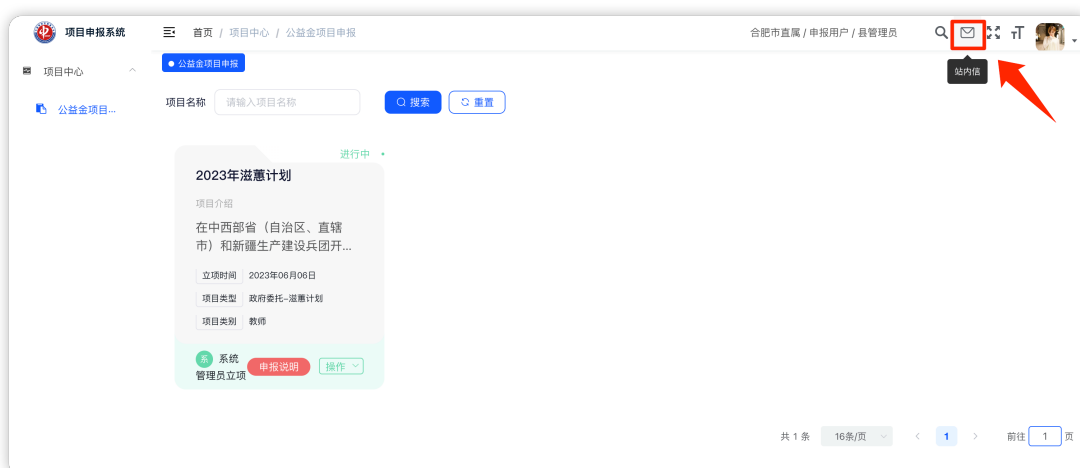 项目申报系统
首页 / 项目中心 / 公益金项目申报
合肥市直属 / 申报用户 / 县管理员
TT
站内信
项目中心
公益金项目...
公益金项目申报
项目名称 请输入项目名称 搜索 重置
进行中
2023年滋蕙计划
项目介绍
在中西部省（自治区、直辖
市）和新疆生产建设兵团开...
立项时间 2023年06月06日
项目类型 政府委托-滋蕙计划
项目类别 教师
系 系统
管理员立项
申报说明 操作
共 1 条 16条/页 < 1 > 前往 1 页